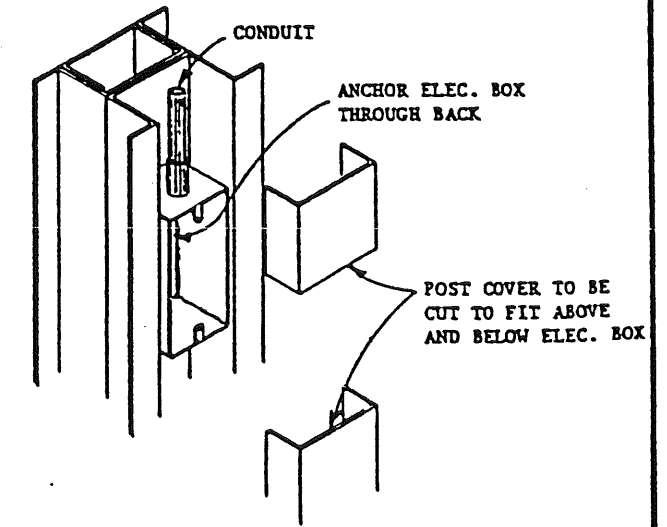 CONDUIT
ANCHOR ELEC. BOX
THROUGH BACK
POST COVER TO BE
CUT TO FIT ABOVE
AND BELOW ELEC. BOX